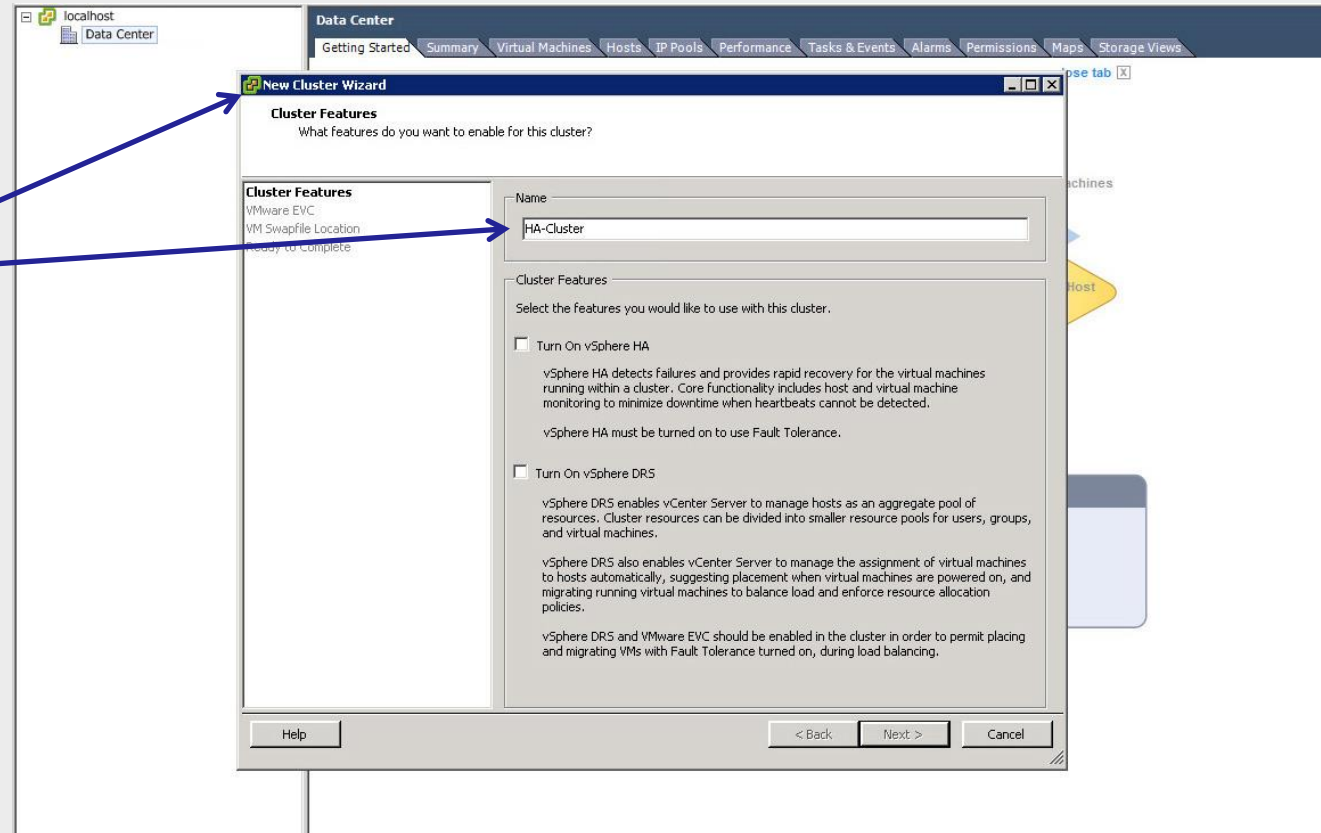 localhost
Data Center
Data Center
Getting Started Summary Virtual Machines Hosts IP Pools Performance Tasks & Events Alarms Permissions Maps Storage Views
ose tab
New Cluster Wizard
Cluster Features
What features do you want to enable for this cluster?
Cluster Features
VMware EVC
VM Swapfile Location
Ready to Complete
Name
HA-Cluster
Cluster Features
Select the features you would like to use with this cluster.
Turn On vSphere HA
vSphere HA detects failures and provides rapid recovery for the virtual machines
running within a cluster. Core functionality includes host and virtual machine
monitoring to minimize downtime when heartbeats cannot be detected.
vSphere HA must be turned on to use Fault Tolerance.
Turn On vSphere DRS
vSphere DRS enables vCenter Server to manage hosts as an aggregate pool of
resources. Cluster resources can be divided into smaller resource pools for users, groups,
and virtual machines.
vSphere DRS also enables vCenter Server to manage the assignment of virtual machines
to hosts automatically, suggesting placement when virtual machines are powered on, and
migrating running virtual machines to balance load and enforce resource allocation
policies.
vSphere DRS and VMware EVC should be enabled in the cluster in order to permit placing
and migrating VMs with Fault Tolerance turned on, during load balancing.
achines
Host
Help
< Back Next > Cancel